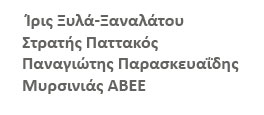 Ίρις Ξυλά-Ξαναλάτου
Στρατής Παττακός
Παναγιώτης Παρασκευαΐδης
Μυρσινιάς ΑΒΕΕ